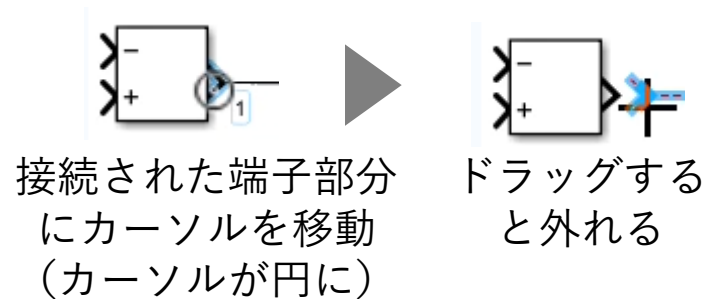 −
+
1
−
+
接続された端子部分
にカーソルを移動
（カーソルが円に）
ドラッグする
と外れる